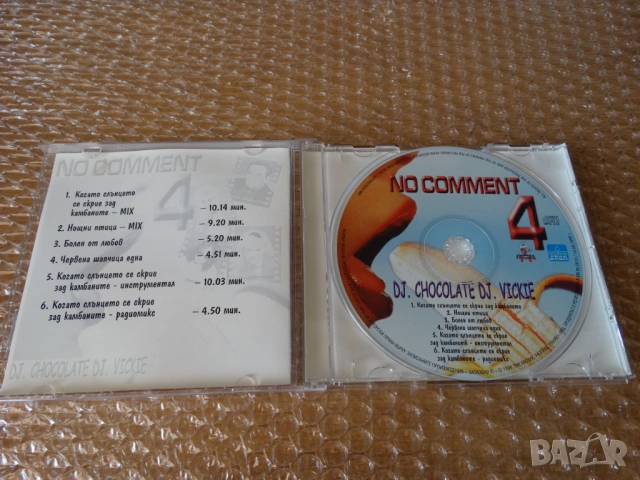 NO COMMENT
4
1. Когато слънцето
се скрие зад
камбаните – MIX – 10.14 мин.
2. Нощни птици – MIX – 9.20 мин.
3. Болен от любов – 5.20 мин.
4. Червена шапчица една – 4.51 мин.
5. Когато слънцето се скрие
зад камбаните - инструментал – 10.03 мин.
6. Когато слънцето се скрие
зад камбаните - радиомикс – 4.50 мин.
DJ. CHOCOLATE DJ. VICKIE
NO COMMENT
4
DJ. CHOCOLATE DJ. VICKIE
1. Когато слънцето се скрие зад камбаните
2. Нощни птици
3. Болен от любов
4. Червена шапчица една
5. Когато слънцето се скрие
зад камбаните - инструментал
6. Когато слънцето се скрие
зад камбаните - радиомикс
BAZAR